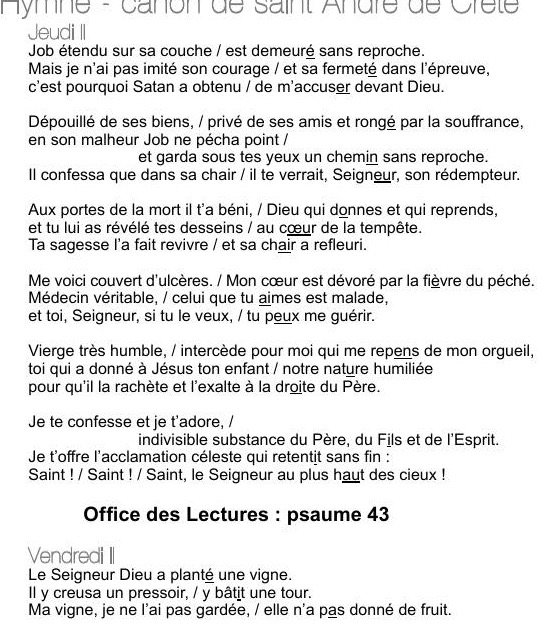 Hymne - canon de saint André de Crète
Jeudi II
Job étendu sur sa couche / est demeuré sans reproche.
Mais je n'ai pas imité son courage / et sa fermeté dans l'épreuve,
c'est pourquoi Satan a obtenu / de m'accuser devant Dieu.
Dépouillé de ses biens, / privé de ses amis et rongé par la souffrance,
en son malheur Job ne pécha point /
et garda sous tes yeux un chemin sans reproche.
Il confessa que dans sa chair / il te verrait, Seigneur, son rédempteur.
Aux portes de la mort il t'a béni, / Dieu qui donnes et qui reprends,
et tu lui as révélé tes desseins / au cœur de la tempête.
Ta sagesse l'a fait revivre / et sa chair a refleuri.
Me voici couvert d'ulcères. / Mon cœur est dévoré par la fièvre du péché.
Médecin véritable, / celui que tu aimes est malade,
et toi, Seigneur, si tu le veux, / tu peux me guérir.
Vierge très humble, / intercède pour moi qui me repens de mon orgueil,
toi qui a donné à Jésus ton enfant / notre nature humiliée
pour qu'il la rachète et l'exalte à la droite du Père.
Je te confesse et je t'adore, /
indivisible substance du Père, du Fils et de l'Esprit.
Je t'offre l'acclamation céleste qui retentit sans fin :
Saint ! / Saint ! / Saint, le Seigneur au plus haut des cieux !
Office des Lectures : psaume 43
Vendredi II
Le Seigneur Dieu a planté une vigne.
Il y creusa un pressoir, / y bâtit une tour.
Ma vigne, je ne l'ai pas gardée, / elle n'a pas donné de fruit.